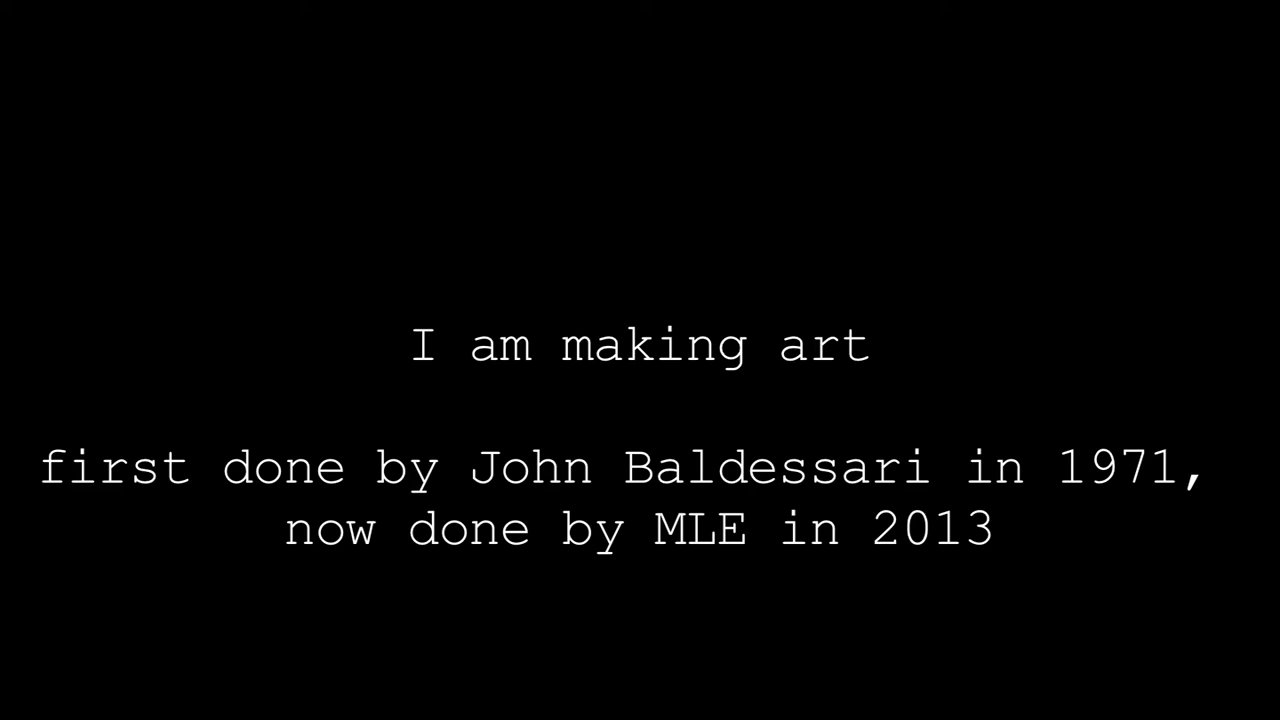 I am making art
first done by John Baldessari in 1971,
now done by MLE in 2013